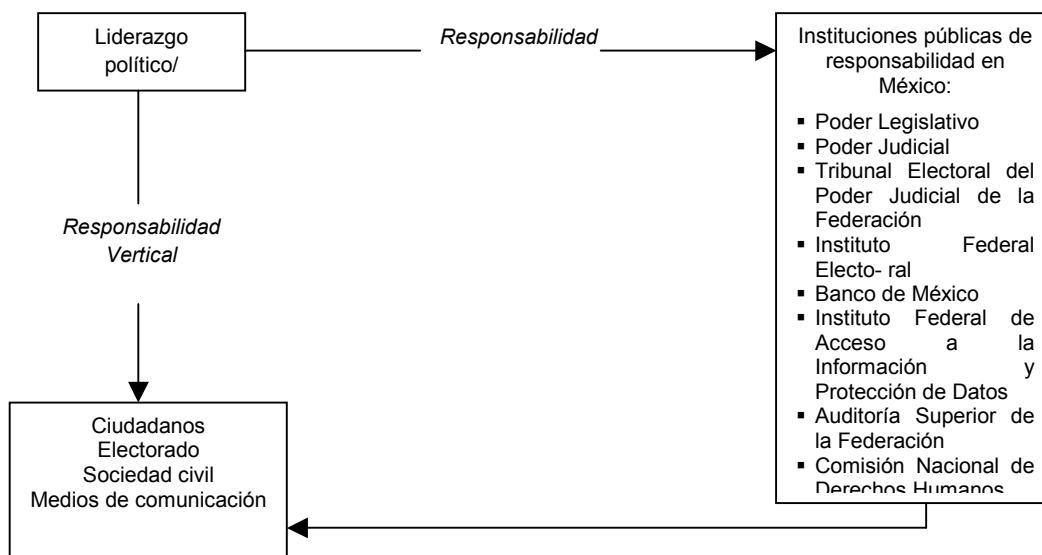 Liderazgo
político/
Responsabilidad
Instituciones públicas de
responsabilidad en
México:
▪ Poder Legislativo
▪ Poder Judicial
▪ Tribunal Electoral del
Poder Judicial de la
Federación
▪ Instituto Federal
Electo- ral
▪ Banco de México
▪ Instituto Federal de
Acceso a la
Información y
Protección de Datos
▪ Auditoría Superior de
la Federación
▪ Comisión Nacional de
Derechos Humanos
Responsabilidad
Vertical
Ciudadanos
Electorado
Sociedad civil
Medios de comunicación